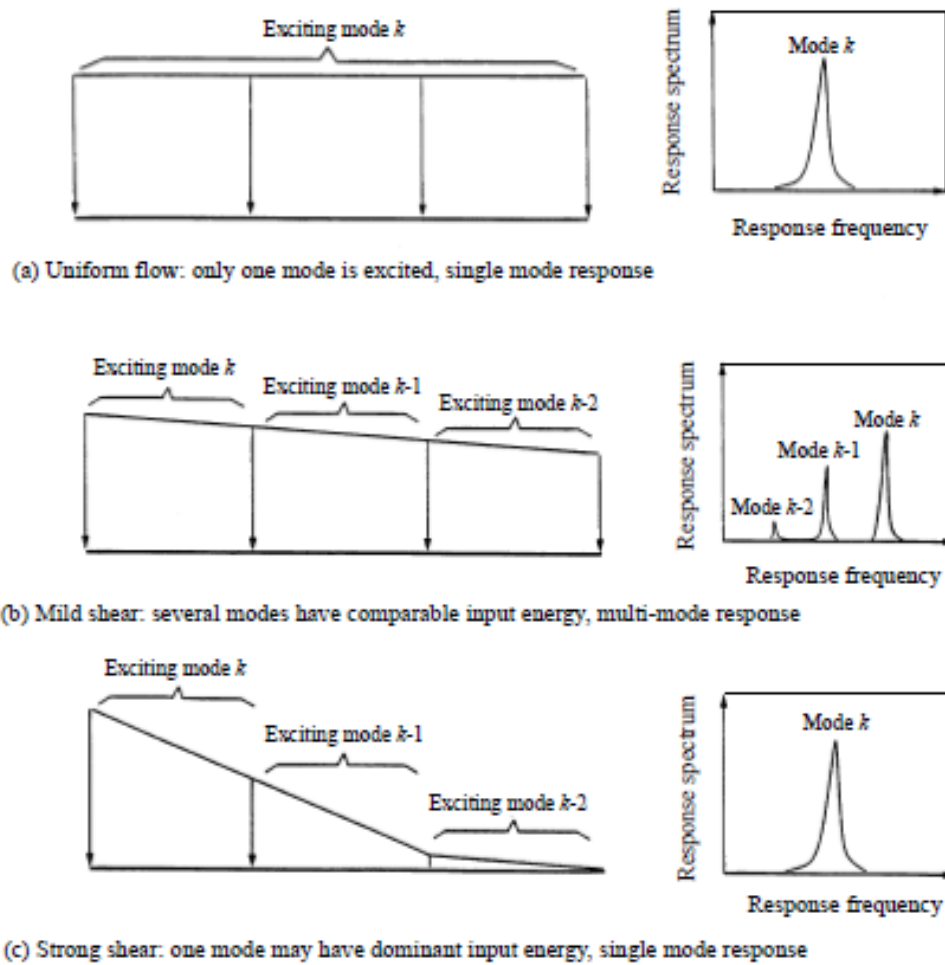 Exciting mode k
Response spectrum
Mode k
Response frequency
(a) Uniform flow: only one mode is excited, single mode response
Exciting mode k
Exciting mode k-1
Exciting mode k-2
Response spectrum
Mode k
Mode k-1
Mode k-2
Response frequency
(b) Mild shear: several modes have comparable input energy, multi-mode response
Exciting mode k
Exciting mode k-1
Exciting mode k-2
Response spectrum
Mode k
Response frequency
(c) Strong shear: one mode may have dominant input energy, single mode response